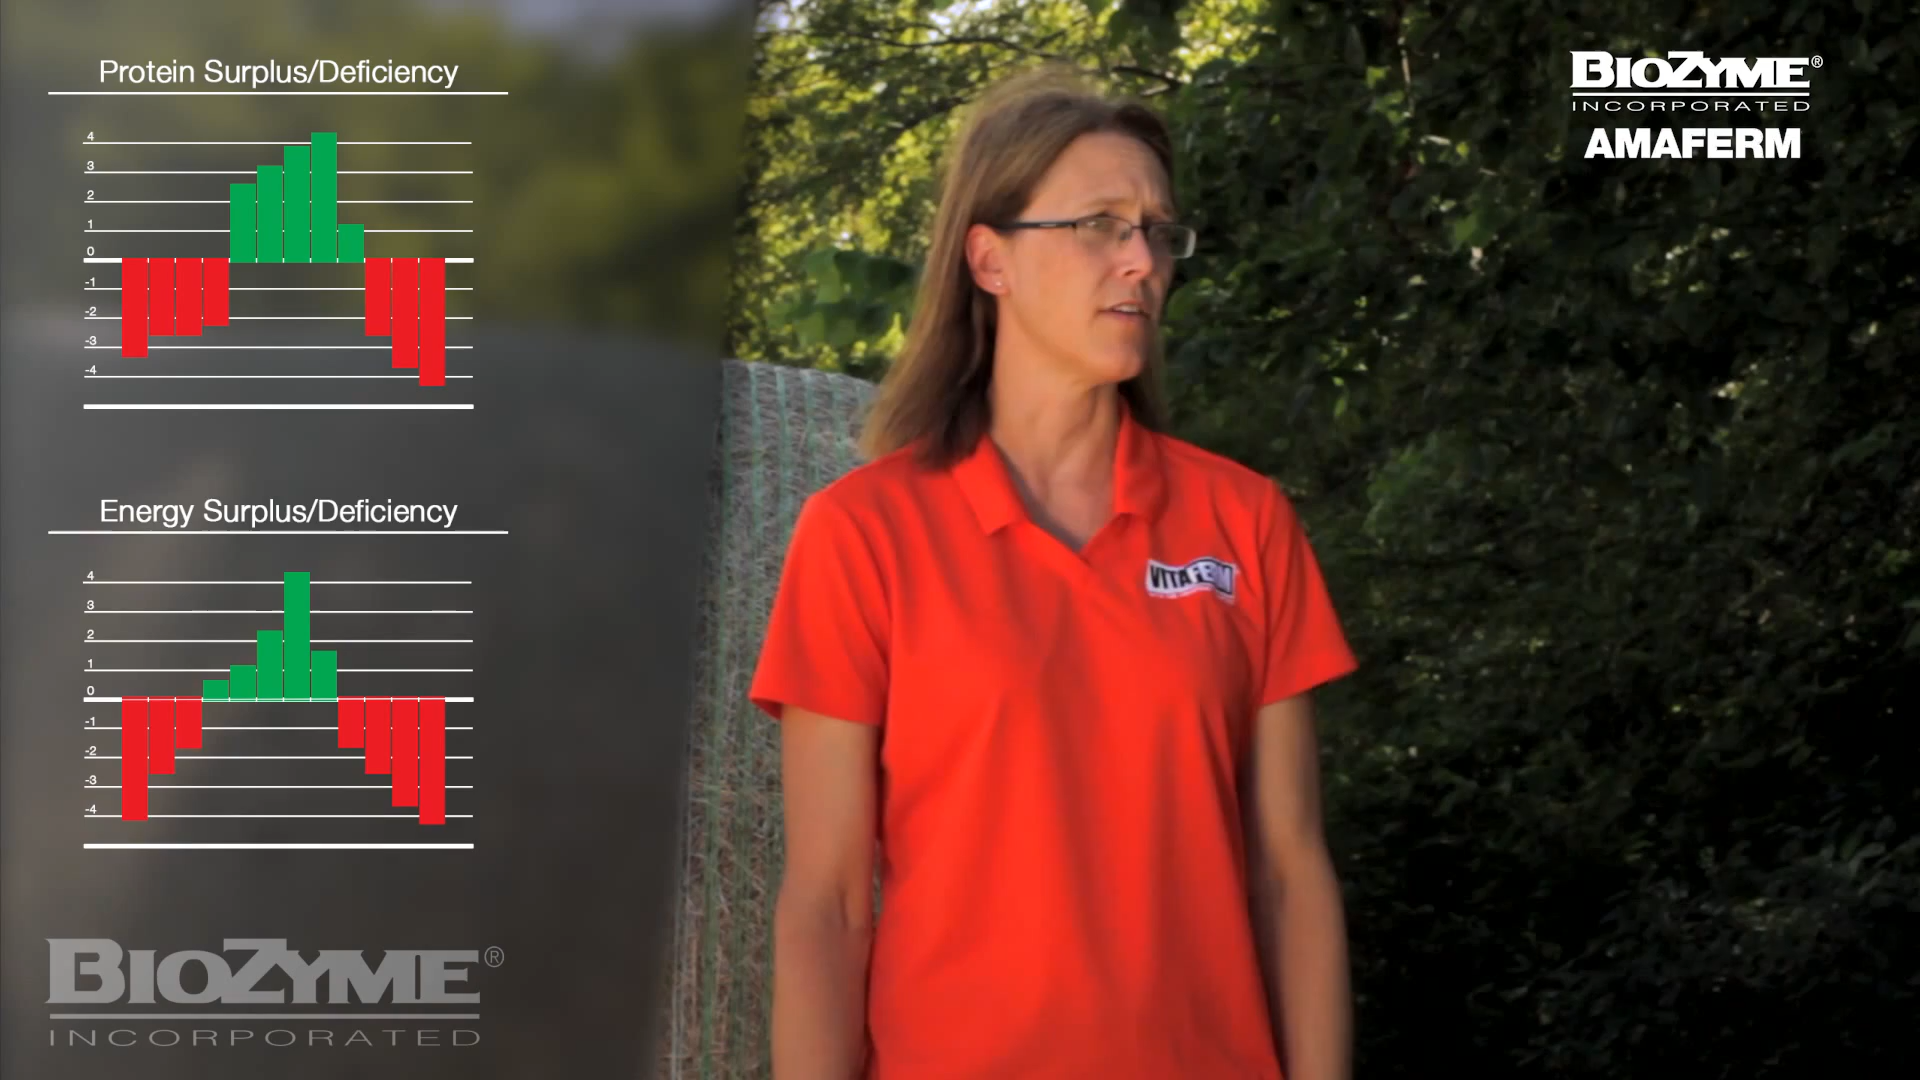 Protein Surplus/Deficiency
4
3
2
1
0
-1
-2
-3
-4
Energy Surplus/Deficiency
4
3
2
1
0
-1
-2
-3
-4
BIOZYME®
INCORPORATED
BIOZYME®
INCORPORATED
AMAFERM
VITAFERM